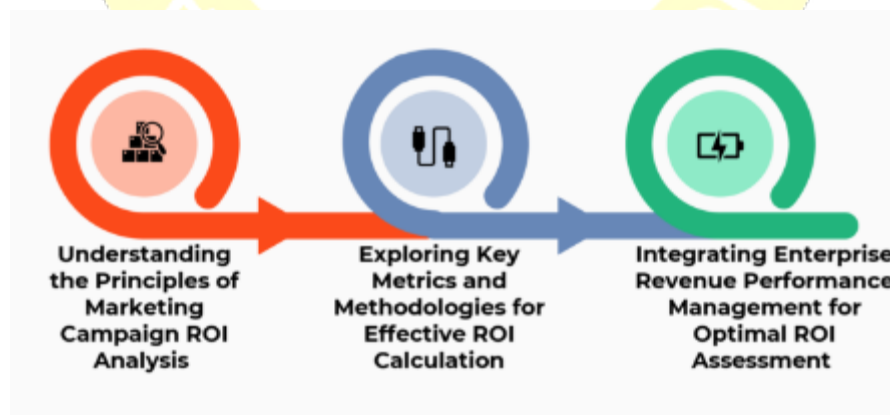 Understanding
the Principles of
Marketing
Campaign ROI
Analysis
Exploring Key
Metrics and
Methodologies for
Effective ROI
Calculation
Integrating Enterprise
Revenue Performance
Management for
Optimal ROI
Assessment